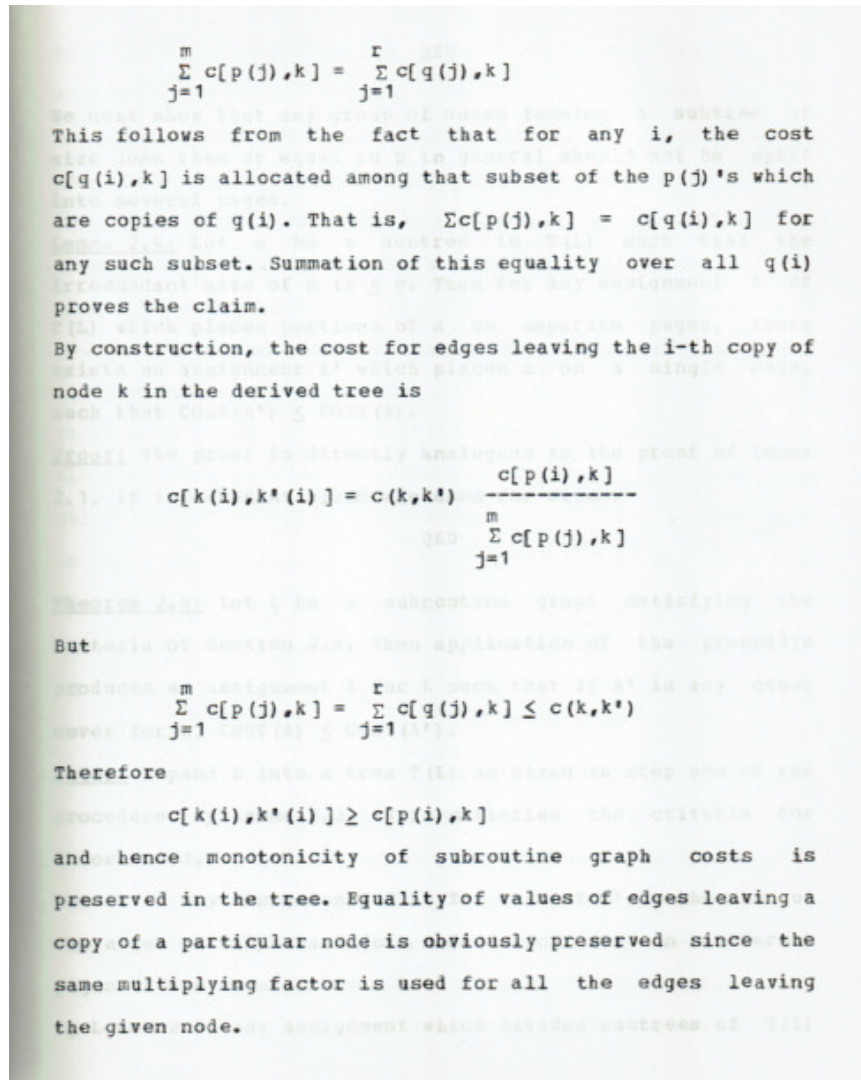 m r
Σ c[p(j),k] = Σ c[q(j),k]
j=1 j=1
This follows from the fact that for any i, the cost
c[q(i),k] is allocated among that subset of the p(j)'s which
are copies of q(i). That is, Σc[p(j),k] = c[q(i),k] for
any such subset. Summation of this equality over all q(i)
proves the claim.
By construction, the cost for edges leaving the i-th copy of
node k in the derived tree is
c[p(i),k]
c[k(i),k'(i)] = c(k,k') ---------------
m
Σ c[p(j),k]
j=1
But
m r
Σ c[p(j),k] = Σ c[q(j),k] ≤ c(k,k')
j=1 j=1
Therefore
c[k(i),k'(i)] ≥ c[p(i),k]
and hence monotonicity of subroutine graph costs is
preserved in the tree. Equality of values of edges leaving a
copy of a particular node is obviously preserved since the
same multiplying factor is used for all the edges leaving
the given node.